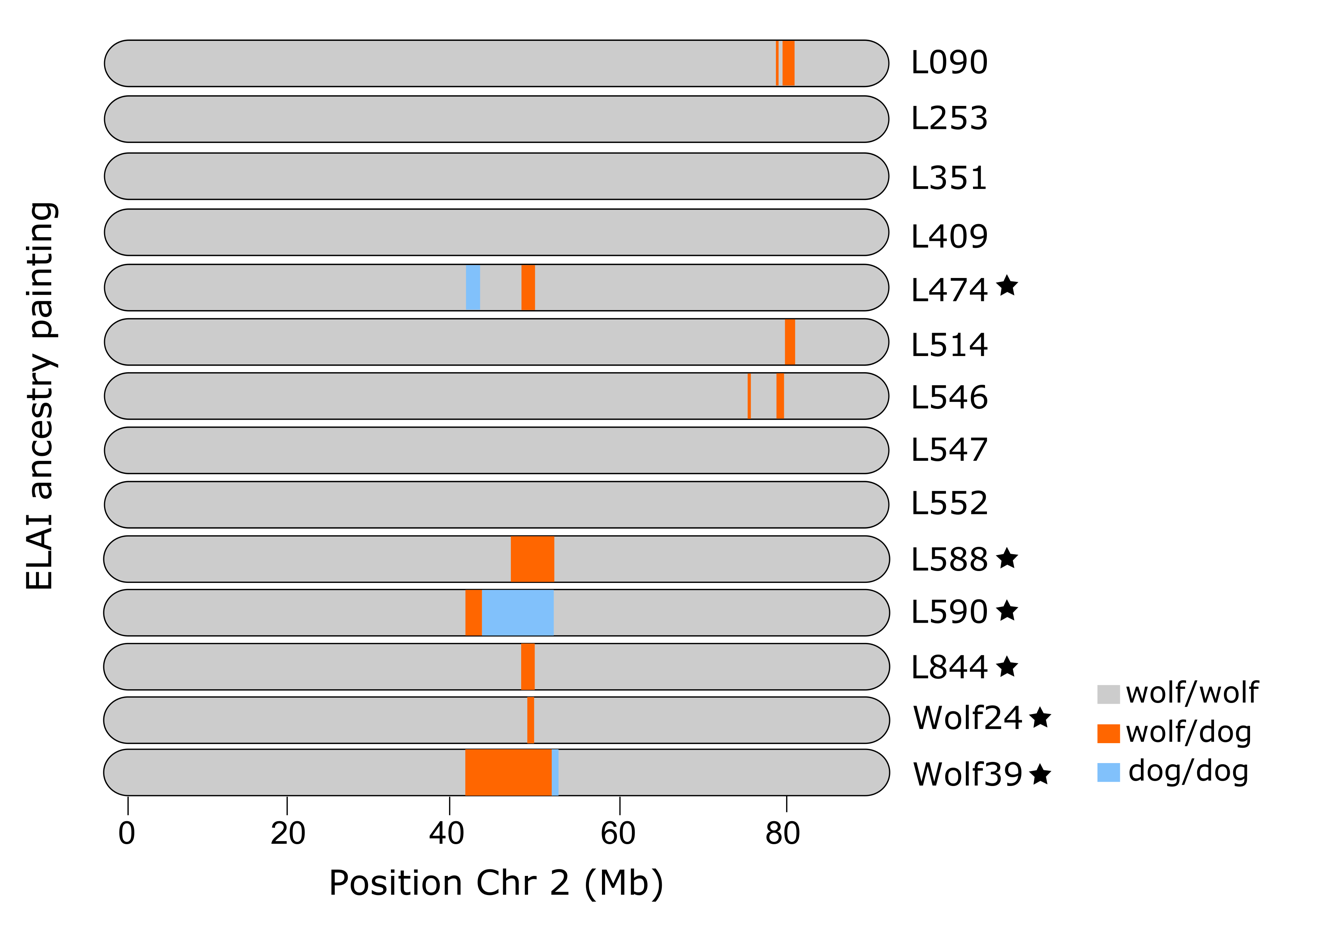 ELAI ancestry painting
L090
L253
L351
L409
L474 ★
L514
L546
L547
L552
L588 ★
L590 ★
L844 ★
Wolf24 ★
Wolf39 ★
wolf/wolf
wolf/dog
dog/dog
0 20 40 60 80
Position Chr 2 (Mb)